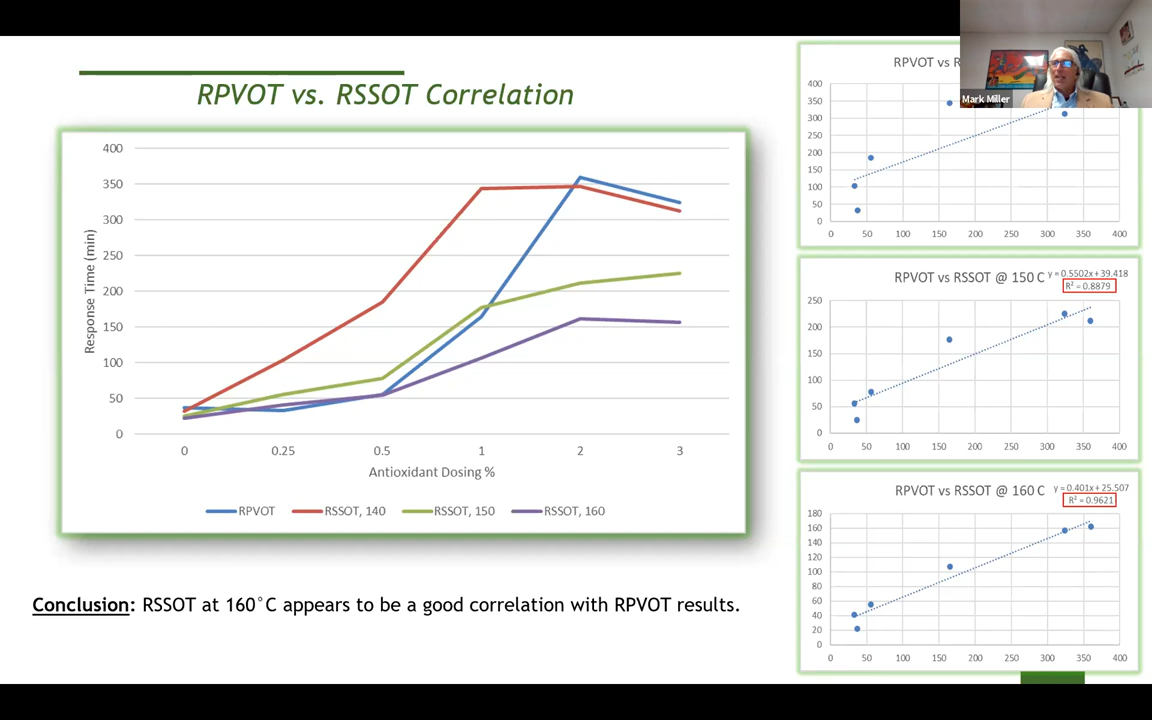 RPVOT vs. RSSOT Correlation
400
350
300
250
200
150
100
50
0
Response Time (min)
0 0.25 0.5 1 2 3
Antioxidant Dosing %
RPVOT RSSOT, 140 RSSOT, 150 RSSOT, 160
Conclusion: RSSOT at 160°C appears to be a good correlation with RPVOT results.
RPVOT vs
400
350
300
250
200
150
100
50
0
0 50 100 150 200 250 300 350 400
Mark Miller
RPVOT vs RSSOT @ 150 C
y = 0.5502x + 39.418
R² = 0.8879
250
200
150
100
50
0
0 50 100 150 200 250 300 350 400
RPVOT vs RSSOT @ 160 C
y = 0.401x + 25.507
R² = 0.9621
180
160
140
120
100
80
60
40
20
0
0 50 100 150 200 250 300 350 400